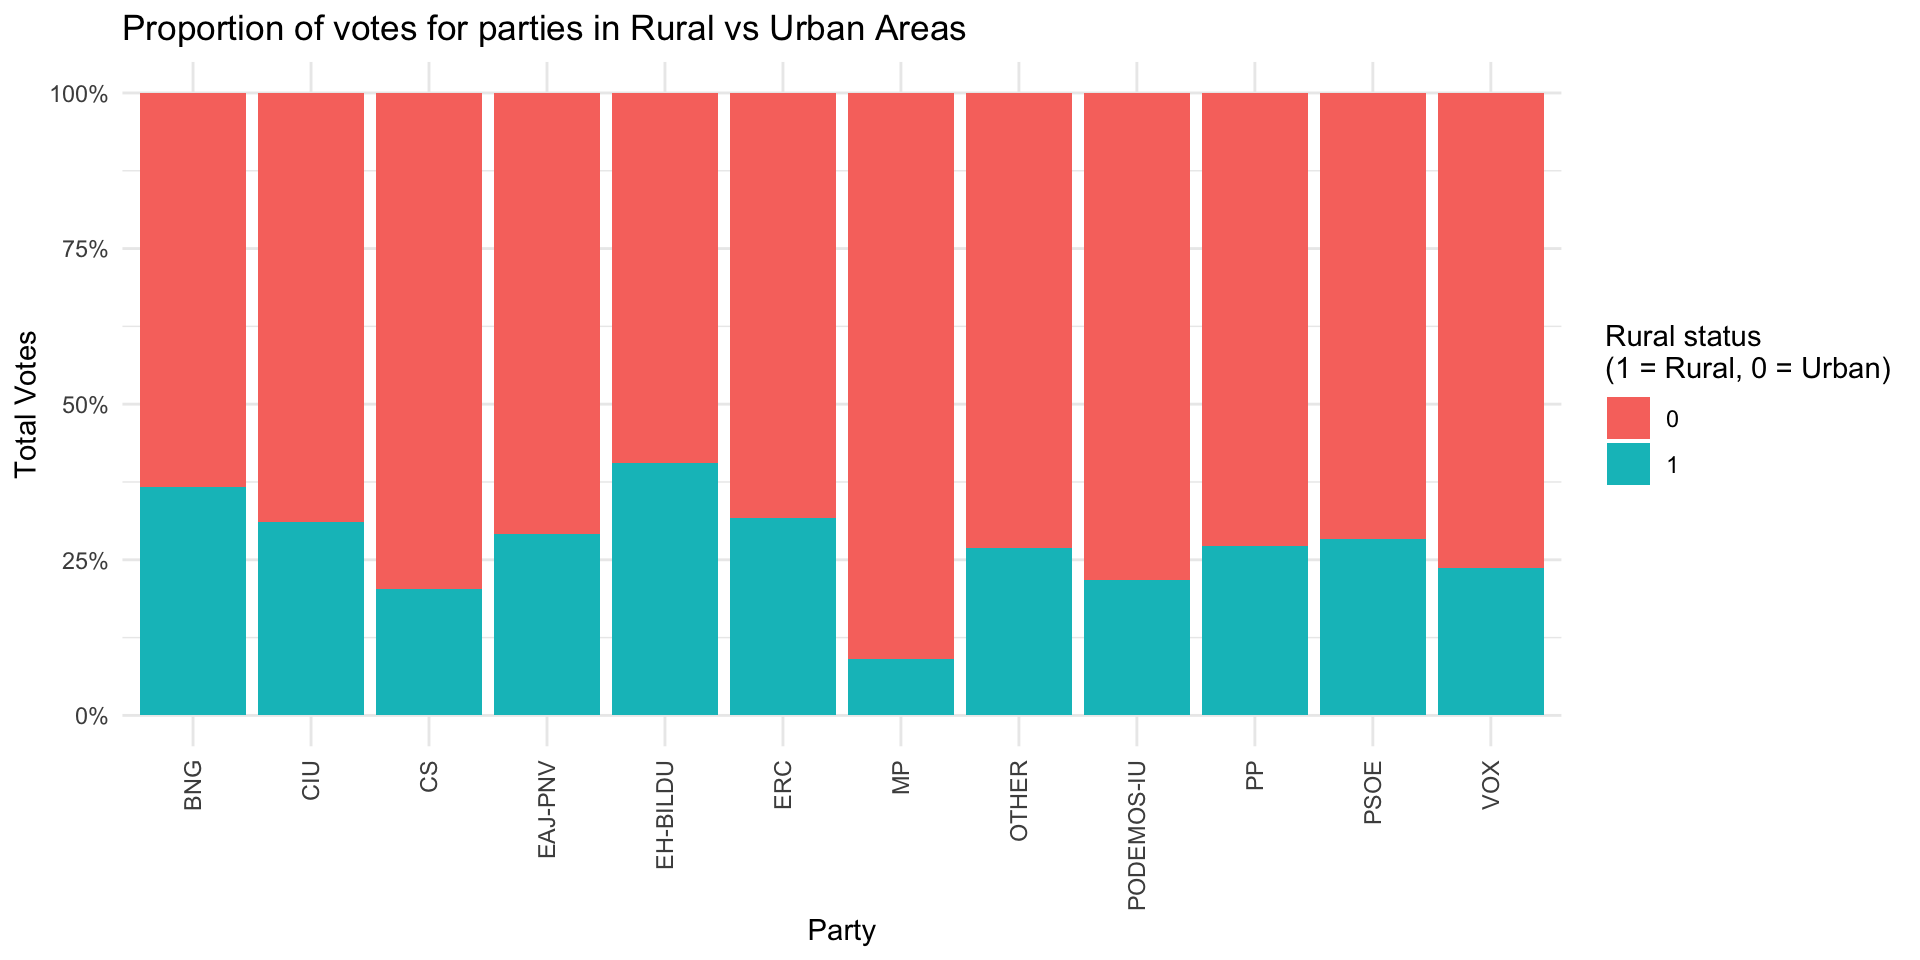 Proportion of votes for parties in Rural vs Urban Areas
100%
75%
50%
25%
0%
Total Votes
BNG
CIU
CS
EAJ-PNV
EH-BILDU
ERC
MP
OTHER
PODEMOS-IU
PP
PSOE
VOX
Party
Rural status
(1 = Rural, 0 = Urban)
0
1